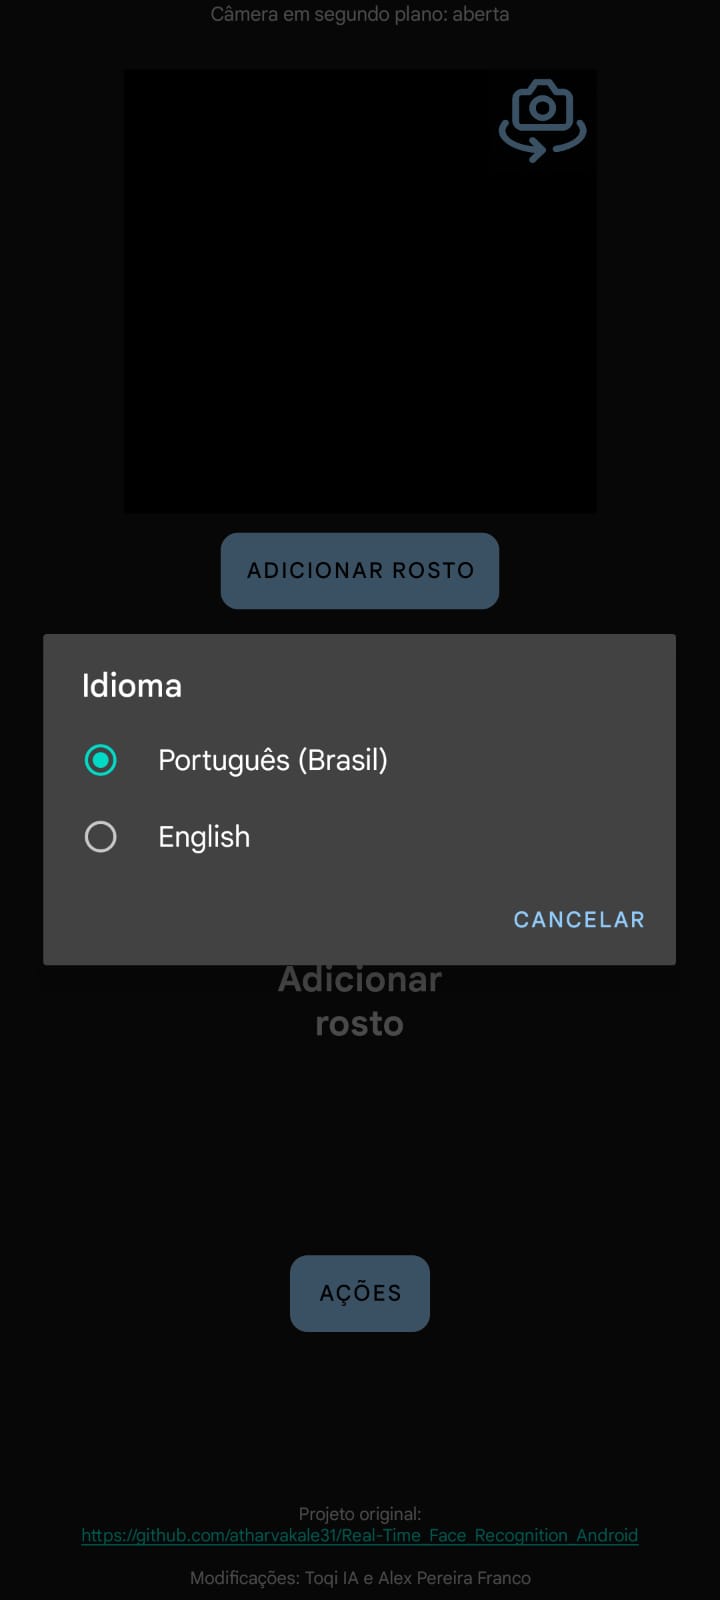 Câmera em segundo plano: aberta
ADICIONAR ROSTO
Idioma
Português (Brasil)
English
CANCELAR
Adicionar
rosto
AÇÕES
Projeto original:
https://github.com/atharvakale31/Real-Time_Face_Recognition_Android
Modificações: Toqi IA e Alex Pereira Franco